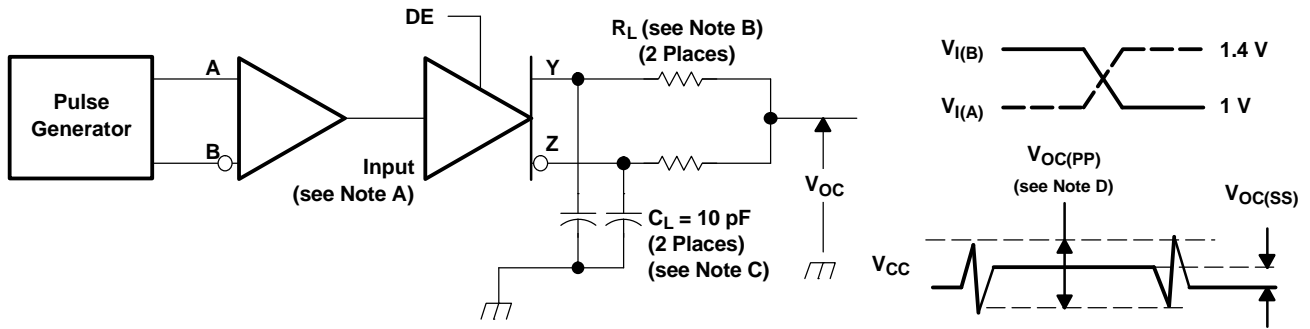 DE
RL (see Note B)
(2 Places)
Pulse
Generator
A
B
Input
(see Note A)
Y
Z
VOC
CL = 10 pF
(2 Places)
(see Note C)
VI(B)
1.4 V
VI(A)
1 V
VOC(PP)
(see Note D)
VOC(SS)
VCC